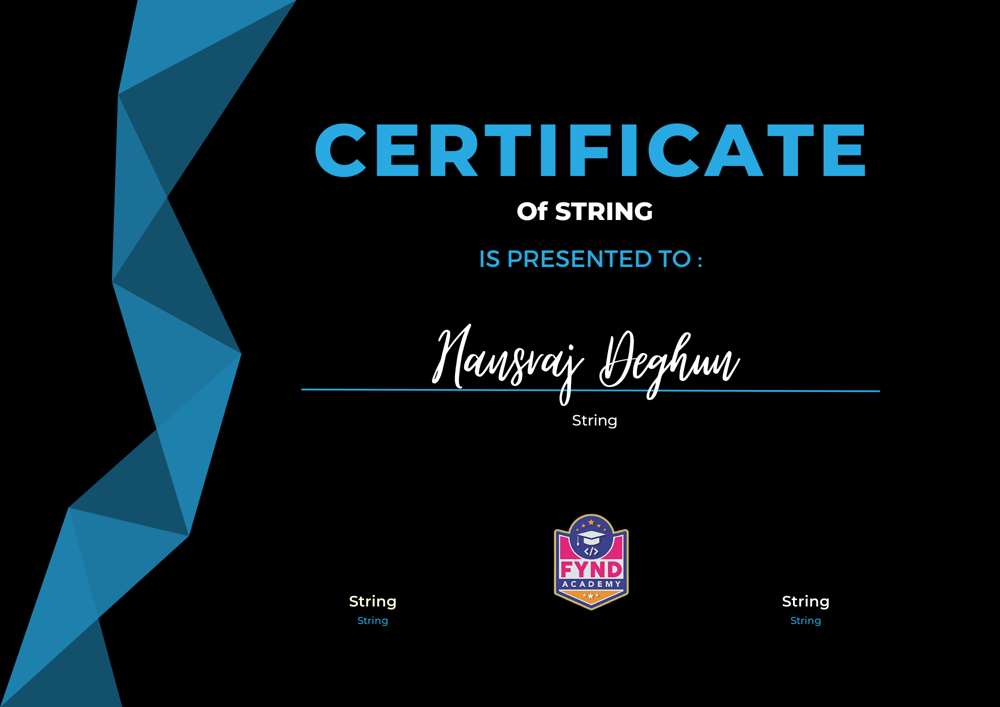 CERTIFICATE
Of STRING
IS PRESENTED TO :
Hansraj Deghun
String
</>
FYND
ACADEMY
String
String
String
String